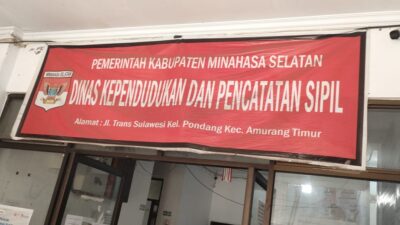 PEMERINTAH KABUPATEN MINAHASA SELATAN
DINAS KEPENDUDUKAN DAN PENCATATAN SIPIL
Alamat : Jl. Trans Sulawesi Kel. Pondang Kec. Amurang Timur